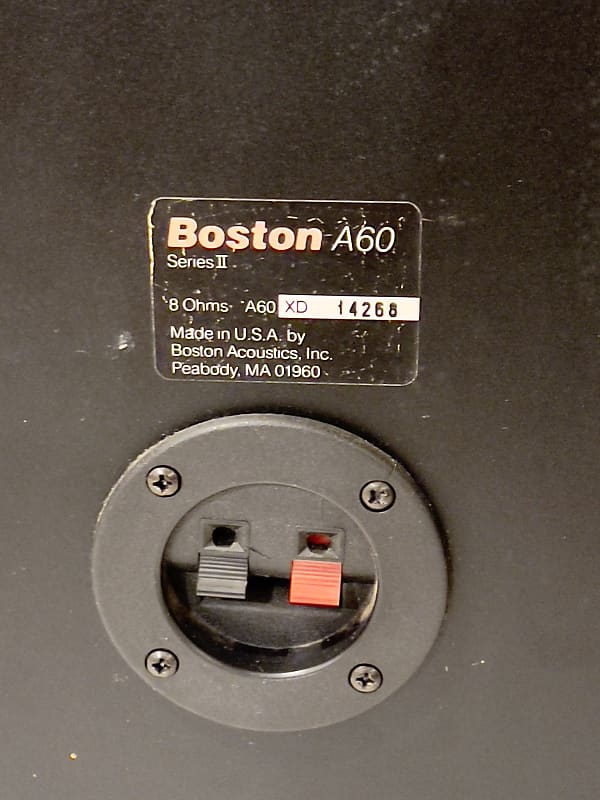 Boston A60
Series II
8 Ohms A60 XD 14268
Made in U.S.A. by
Boston Acoustics, Inc.
Peabody, MA 01960